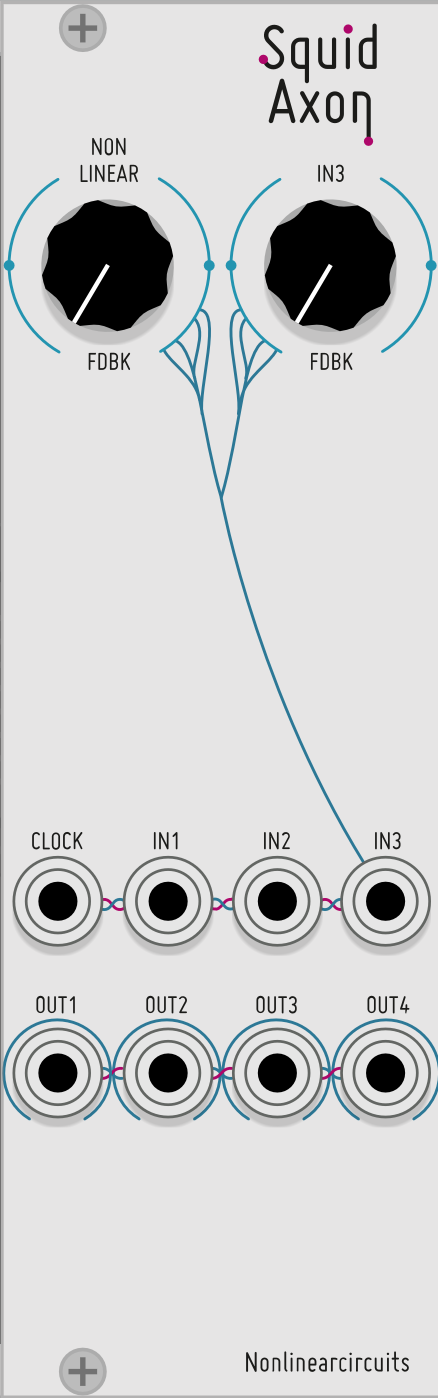 Squid
Axon
NON
LINEAR
IN3
FDBK
FDBK
CLOCK
IN1
IN2
IN3
OUT1
OUT2
OUT3
OUT4
Nonlinearcircuits